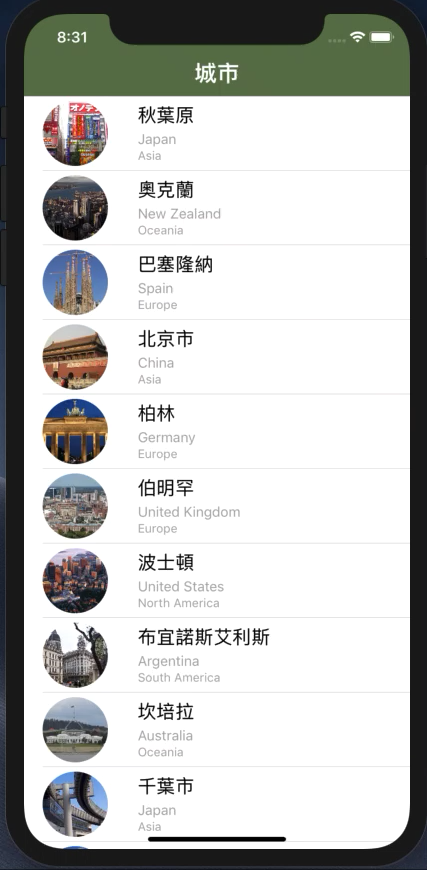 8:31
城市
秋葉原
Japan
Asia
奧克蘭
New Zealand
Oceania
巴塞隆納
Spain
Europe
北京市
China
Asia
柏林
Germany
Europe
伯明罕
United Kingdom
Europe
波士頓
United States
North America
布宜諾斯艾利斯
Argentina
South America
坎培拉
Australia
Oceania
千葉市
Japan
Asia